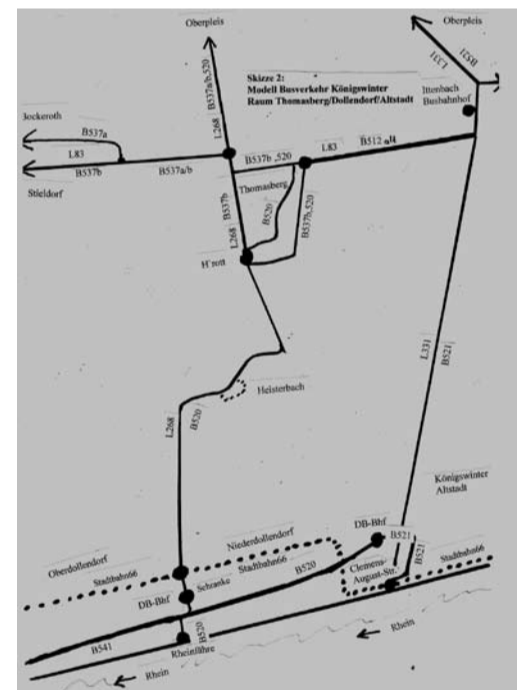 Oberpleis
Oberpleis
B537a/b,520
L268
Skizze 2:
Modell Busverkehr Königswinter
Raum Thomasberg/Dollendorf/Altstadt
L331
B521
Ittenbach
Busbahnhof
Bockeroth
B537a
L83
B537b
B537a/b
Stieldorf
B537b ,520
L83
B512 alt
Thomasberg
B537b
L268
B520
B537b,520
H'rott
L331
B521
Heisterbach
L268
B520
Königswinter
Altstadt
DB-Bhf
B521
Niederdollendorf
Oberdollendorf
Stadtbahn66
Stadtbahn66
B520
Clemens-
August-Str.
B521
Stadtbahn66
DB-Bhf
Schranke
B541
B520
Rheinfähre
Rhein
Rhein